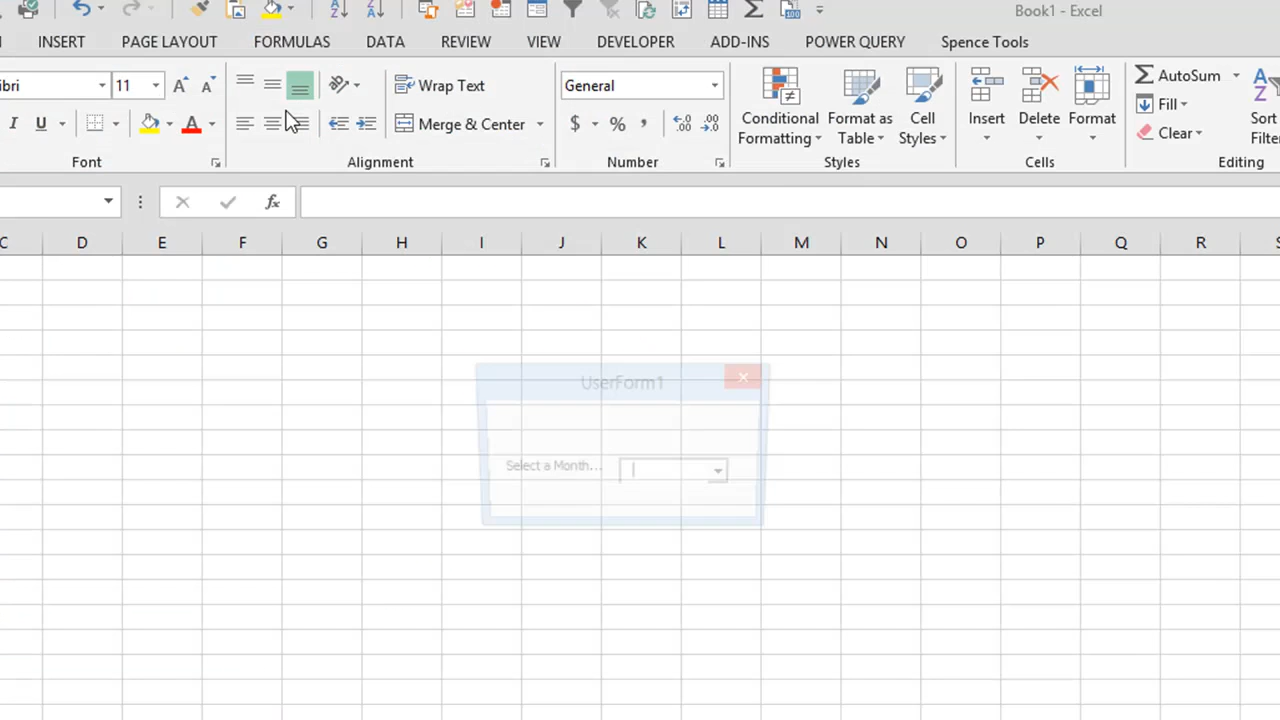 Book1 - Excel
INSERT PAGE LAYOUT FORMULAS DATA REVIEW VIEW DEVELOPER ADD-INS POWER QUERY Spence Tools
11 Wrap Text General AutoSum
I U Merge & Center $ % , Conditional Formatting Format as Table Cell Styles Insert Delete Format Fill Clear
Font Alignment Number Styles Cells Editing
fx
C D E F G H I J K L M N O P Q R
UserForm1
Select a Month...